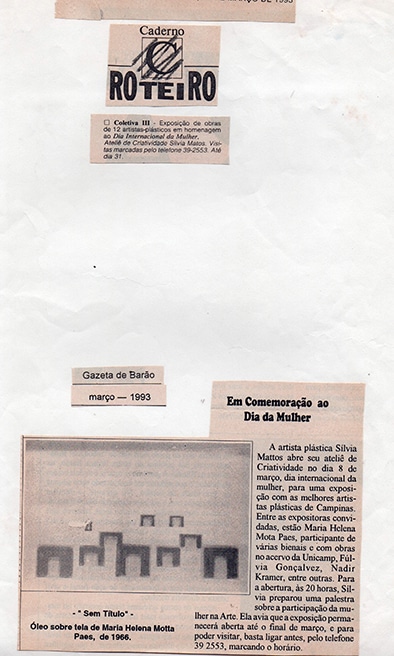 MARÇO DE 1993
Caderno
C
ROTEIRO
☐ Coletiva III - Exposição de obras
de 12 artistas-plásticos em homenagem
ao Dia Internacional da Mulher.
Ateliê de Criatividade Sílvia Matos. Visi-
tas marcadas pelo telefone 39-2553. Até
dia 31.
Gazeta de Barão
março — 1993
Em Comemoração ao
Dia da Mulher
A artista plástica Sílvia
Mattos abre seu ateliê de
Criatividade no dia 8 de
março, dia internacional da
mulher, para uma exposi-
ção com as melhores artis-
tas plásticas de Campinas.
Entre as expositoras convi-
dadas, estão Maria Helena
Mota Paes, participante de
várias bienais e com obras
no acervo da Unicamp, Fúl-
via Gonçalvez, Nadir
Kramer, entre outras. Para
a abertura, às 20 horas, Síl-
via preparou uma palestra
sobre a participação da mu-
lher na Arte. Ela avia que a exposição perma-
necerá aberta até o final de março, e para
poder visitar, basta ligar antes, pelo telefone
39 2553, marcando o horário.
- " Sem Título" -
Óleo sobre tela de Maria Helena Motta
Paes, de 1966.